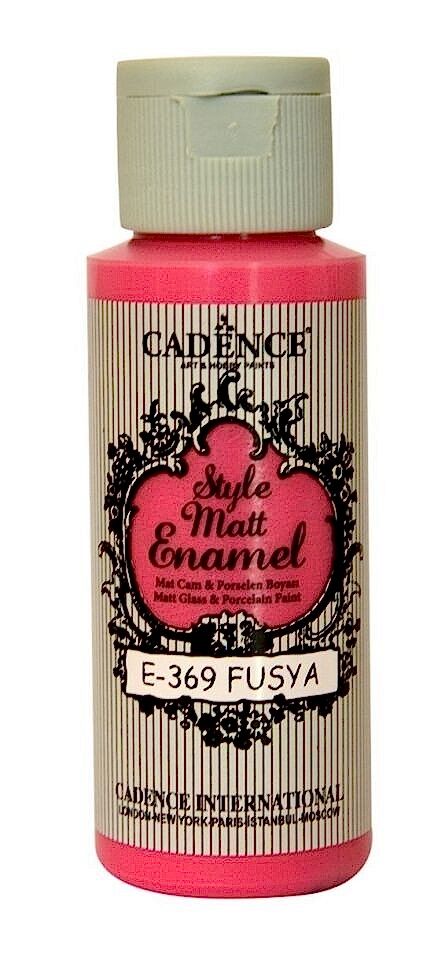 CADENCE®
ART & HOBBY PAINTS
Style
Matt
Enamel
Mat Cam & Porselen Boyası
Matt Glass & Porcelain Paint
E-369 FUSYA
CADENCE INTERNATIONAL
LONDON-NEW YORK-PARIS-İSTANBUL-MOSCOW